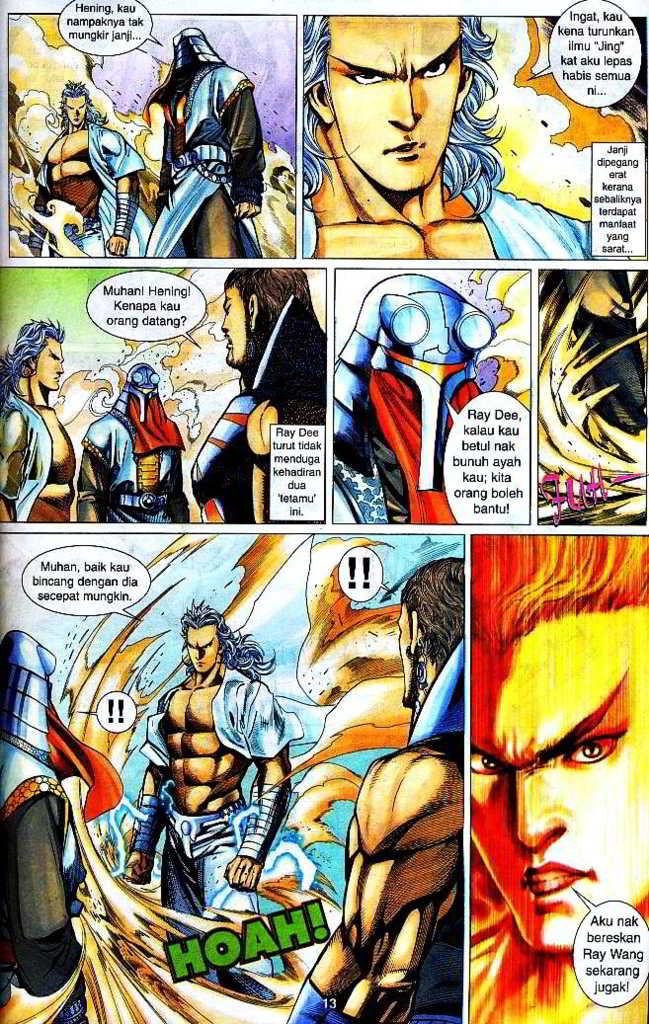 Hening, kau
nampaknya tak
mungkir janji...
Ingat, kau
kena turunkan
ilmu "Jing"
kat aku lepas
habis semua
ni...
Janji
dipegang
erat
kerana
sebaliknya
terdapat
manfaat
yang
sarat...
Muhan! Hening!
Kenapa kau
orang datang?
Ray Dee
turut tidak
menduga
kehadiran
dua
'tetamu'
ini.
Ray Dee,
kalau kau
betul nak
bunuh ayah
kau; kita
orang boleh
bantu!
FUH
Muhan, baik kau
bincang dengan dia
secepat mungkin.
!!
!!
HOAH!
Aku nak
bereskan
Ray Wang
sekarang
jugak!
13